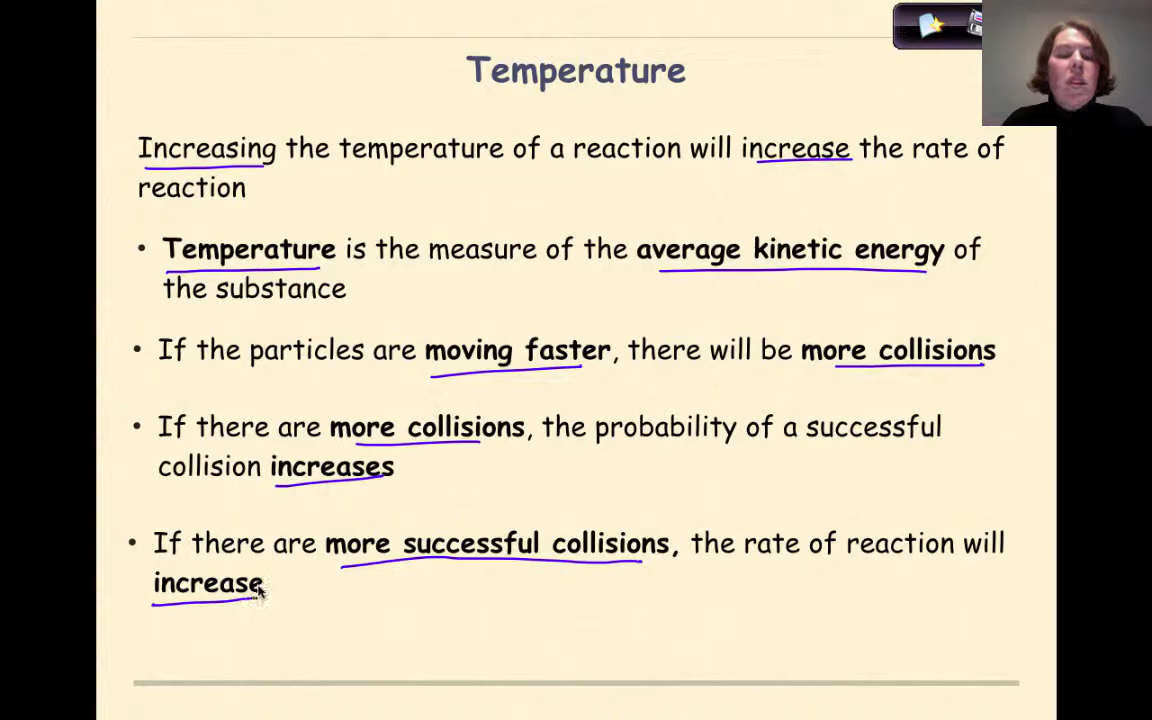 Temperature
Increasing the temperature of a reaction will increase the rate of
reaction
• Temperature is the measure of the average kinetic energy of
the substance
• If the particles are moving faster, there will be more collisions
• If there are more collisions, the probability of a successful
collision increases
• If there are more successful collisions, the rate of reaction will
increase